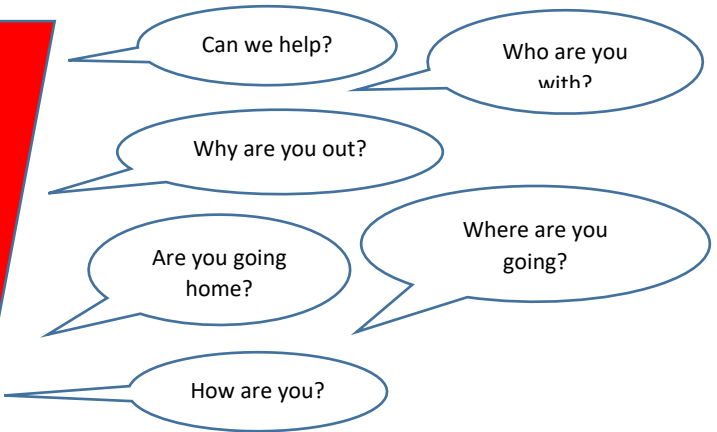 Can we help?
Who are you
with?
Why are you out?
Are you going
home?
Where are you
going?
How are you?